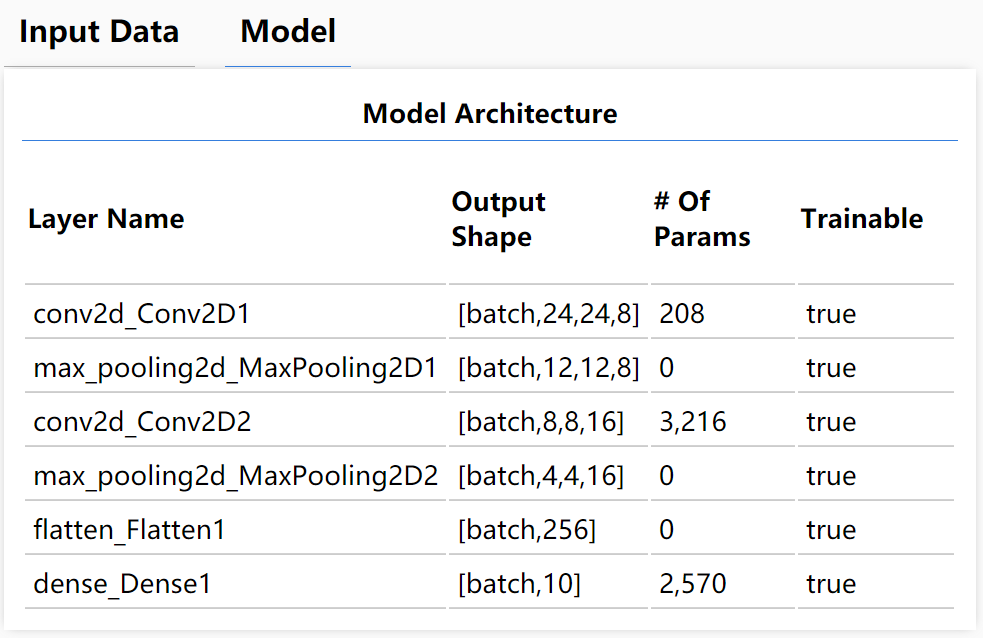 Input Data Model
Model Architecture
Layer Name Output Shape # Of Params Trainable
conv2d_Conv2D1 [batch,24,24,8] 208 true
max_pooling2d_MaxPooling2D1 [batch,12,12,8] 0 true
conv2d_Conv2D2 [batch,8,8,16] 3,216 true
max_pooling2d_MaxPooling2D2 [batch,4,4,16] 0 true
flatten_Flatten1 [batch,256] 0 true
dense_Dense1 [batch,10] 2,570 true